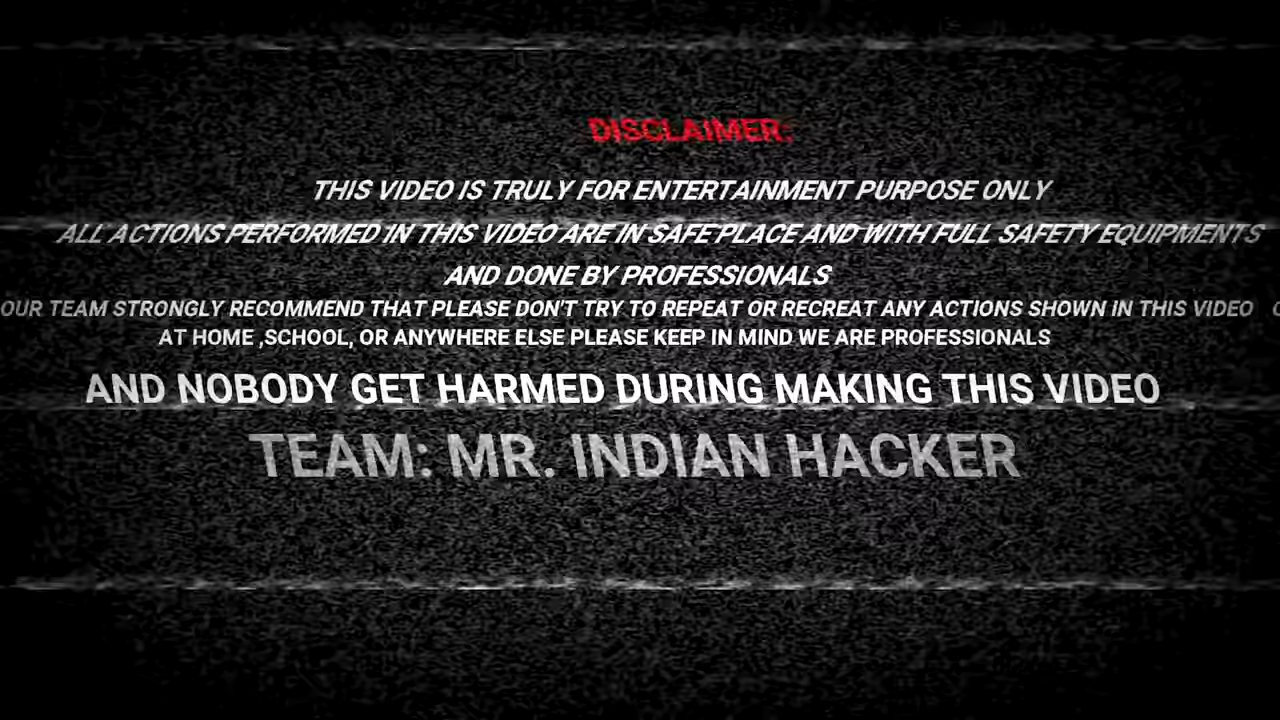 DISCLAIMER:
THIS VIDEO IS TRULY FOR ENTERTAINMENT PURPOSE ONLY
ALL ACTIONS PERFORMED IN THIS VIDEO ARE IN SAFE PLACE AND WITH FULL SAFETY EQUIPMENTS
AND DONE BY PROFESSIONALS
OUR TEAM STRONGLY RECOMMEND THAT PLEASE DON'T TRY TO REPEAT OR RECREAT ANY ACTIONS SHOWN IN THIS VIDEO
AT HOME ,SCHOOL, OR ANYWHERE ELSE PLEASE KEEP IN MIND WE ARE PROFESSIONALS
AND NOBODY GET HARMED DURING MAKING THIS VIDEO
TEAM: MR. INDIAN HACKER